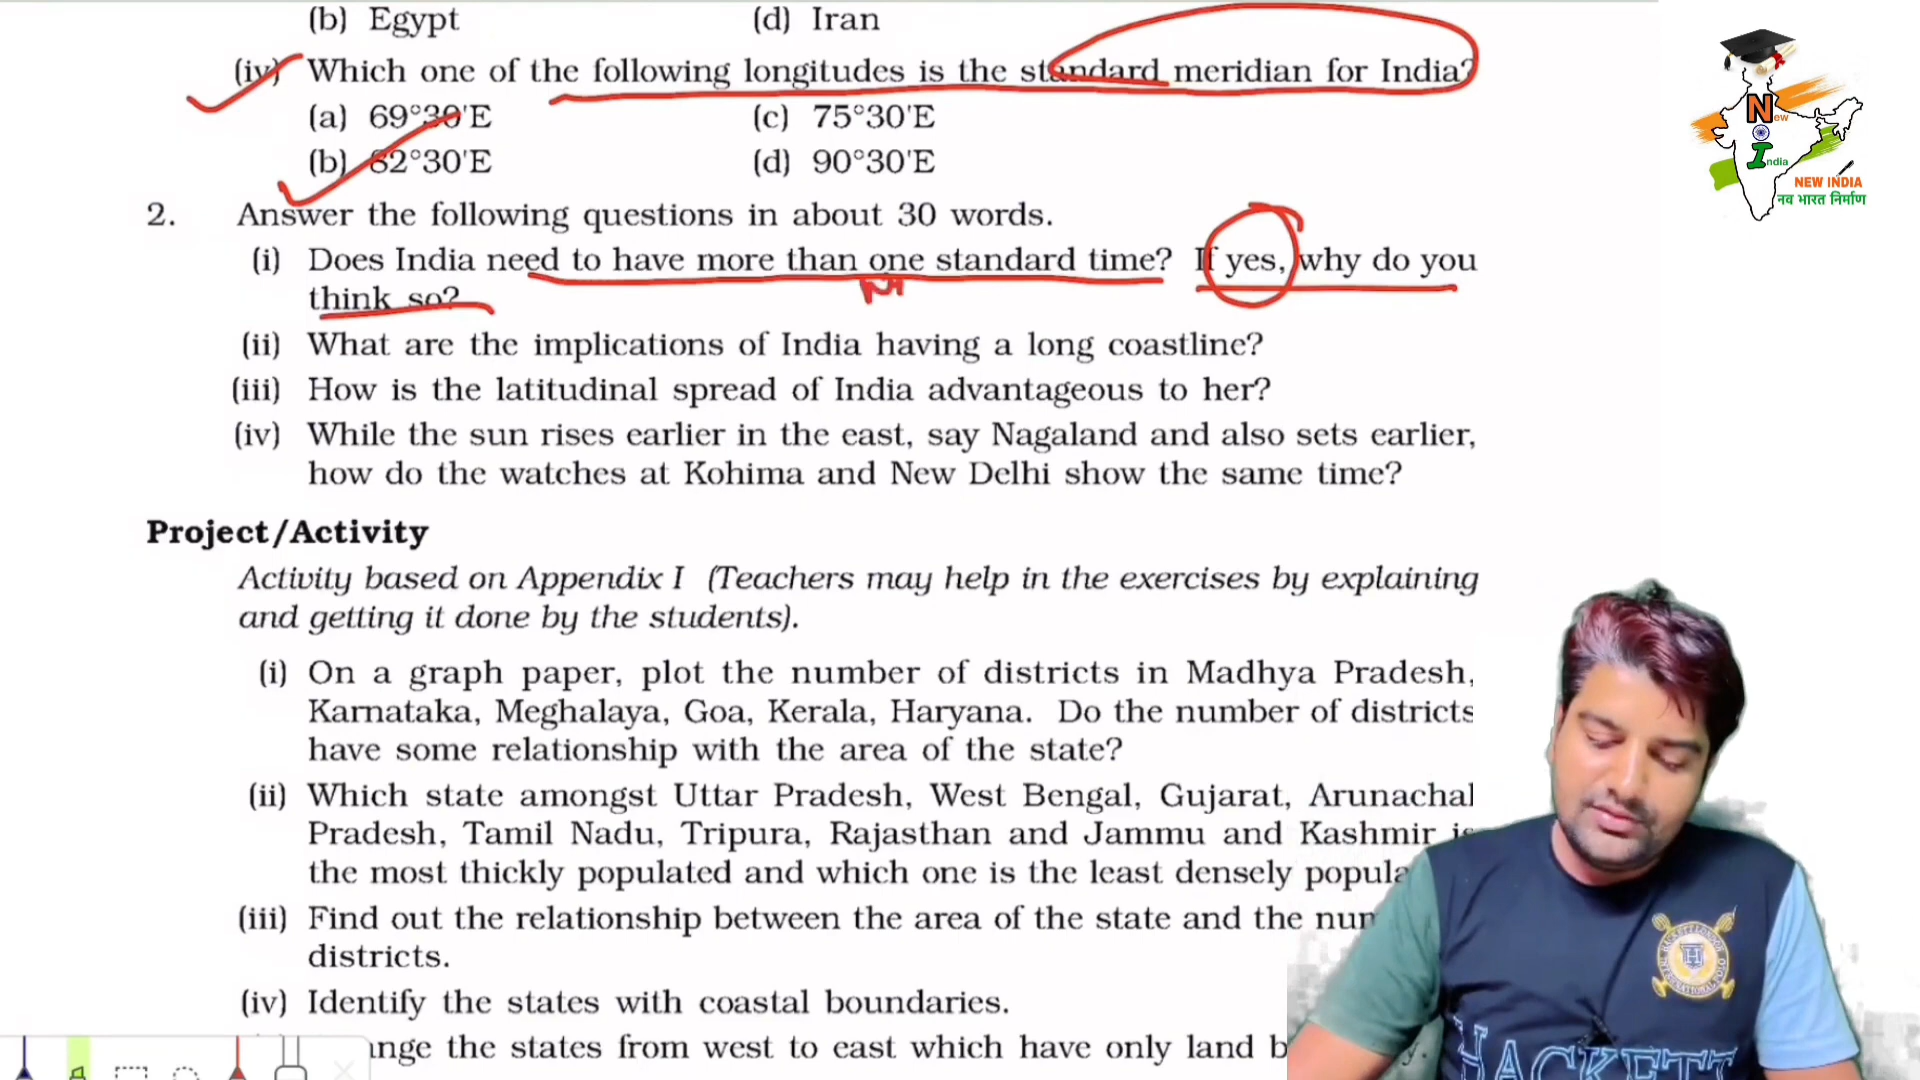 (b) Egypt
(d) Iran
(iv) Which one of the following longitudes is the standard meridian for India?
(a) 69°30'E
(c) 75°30'E
(b) 82°30'E
(d) 90°30'E
2. Answer the following questions in about 30 words.
(i) Does India need to have more than one standard time? If yes, why do you
think so?
(ii) What are the implications of India having a long coastline?
(iii) How is the latitudinal spread of India advantageous to her?
(iv) While the sun rises earlier in the east, say Nagaland and also sets earlier,
how do the watches at Kohima and New Delhi show the same time?
Project/Activity
Activity based on Appendix I (Teachers may help in the exercises by explaining
and getting it done by the students).
(i) On a graph paper, plot the number of districts in Madhya Pradesh,
Karnataka, Meghalaya, Goa, Kerala, Haryana. Do the number of districts
have some relationship with the area of the state?
(ii) Which state amongst Uttar Pradesh, West Bengal, Gujarat, Arunachal
Pradesh, Tamil Nadu, Tripura, Rajasthan and Jammu and Kashmir is
the most thickly populated and which one is the least densely popula
(iii) Find out the relationship between the area of the state and the num
districts.
(iv) Identify the states with coastal boundaries.
nge the states from west to east which have only land b
New
India
NEW INDIA
नव भारत निर्माण
HACKETT